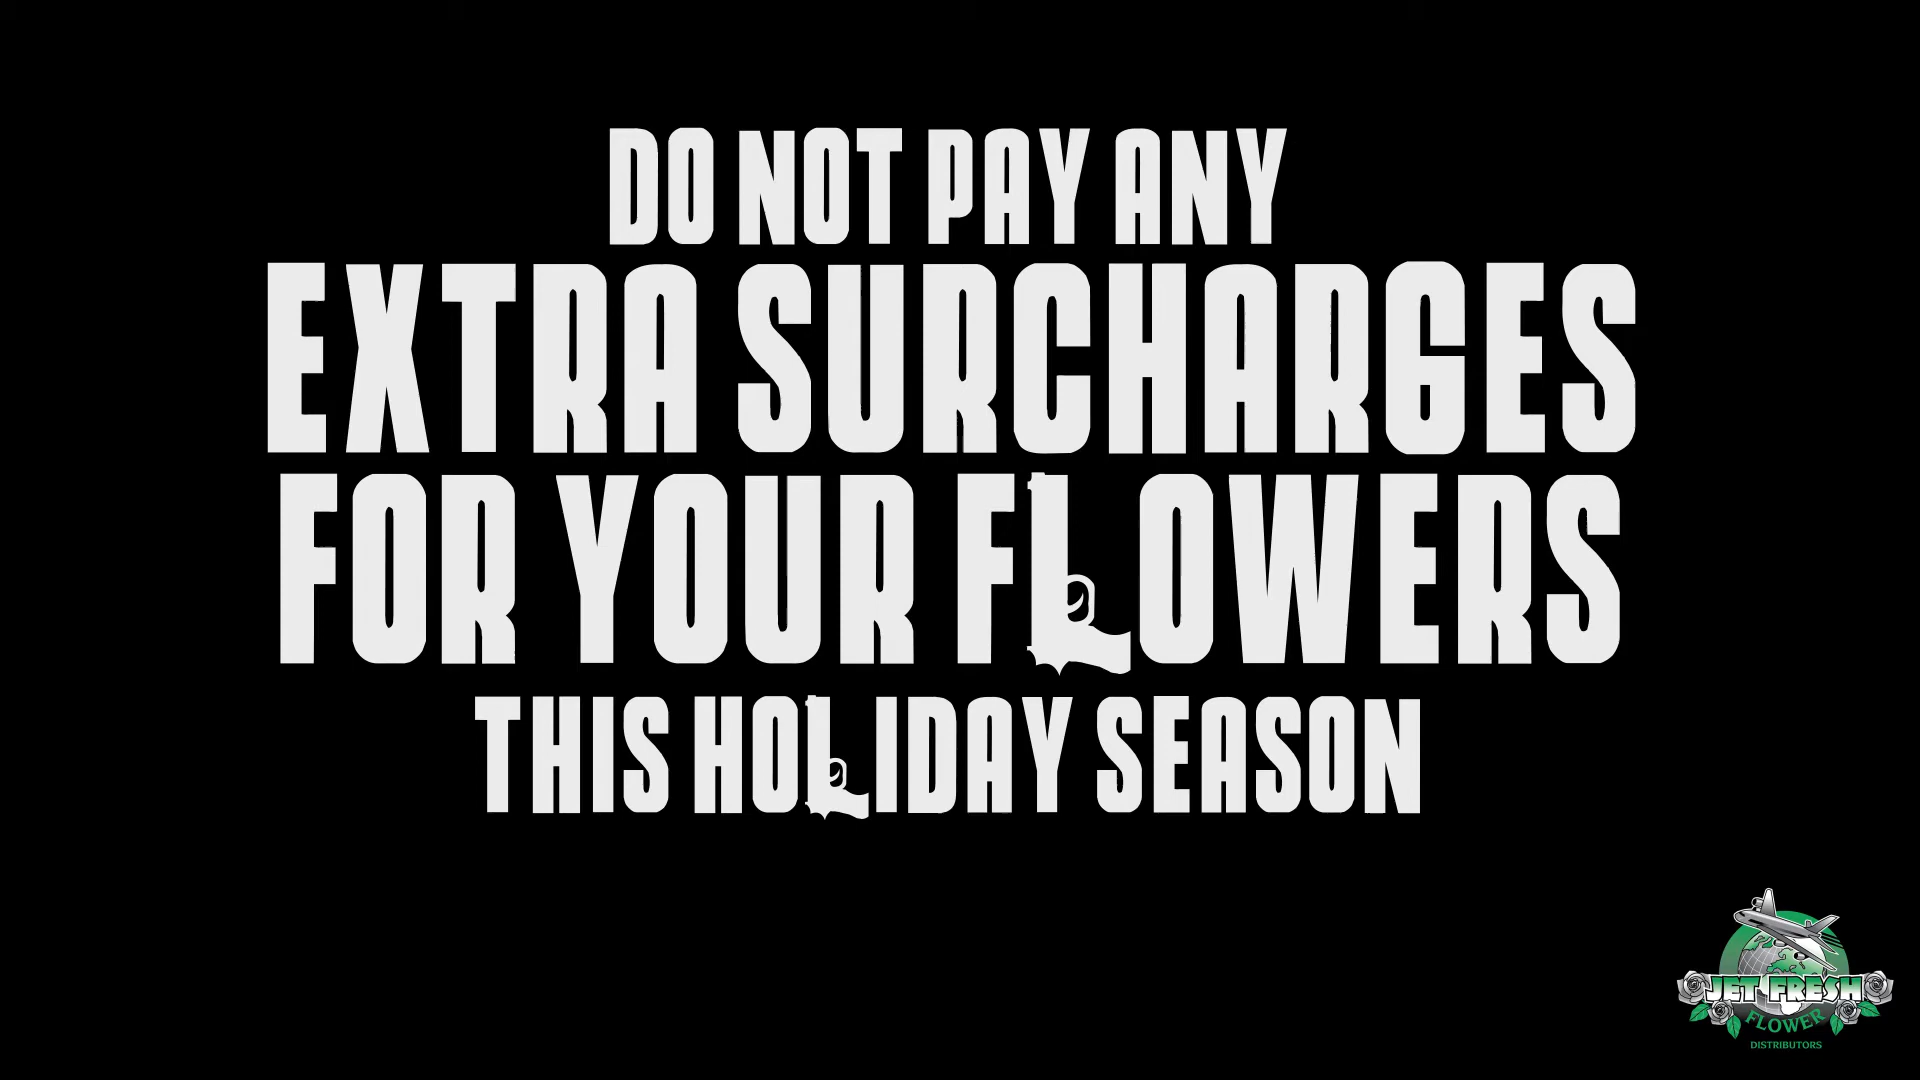 DO NOT PAY ANY
EXTRA SURCHARGES
FOR YOUR FLOWERS
THIS HOLIDAY SEASON
JET FRESH
FLOWER
DISTRIBUTORS